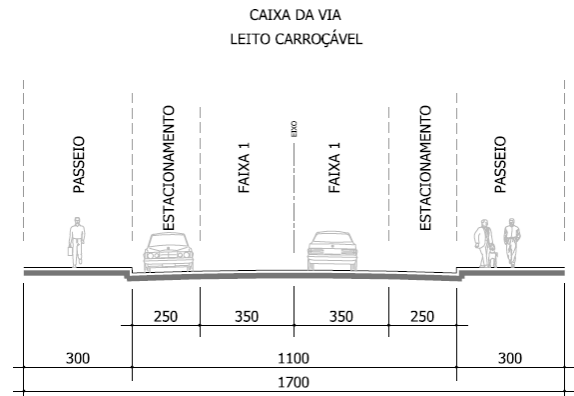 CAIXA DA VIA
LEITO CARROÇÁVEL
PASSEIO
ESTACIONAMENTO
FAIXA 1
EIXO
FAIXA 1
ESTACIONAMENTO
PASSEIO
250 350 350 250
300 1100 300
1700